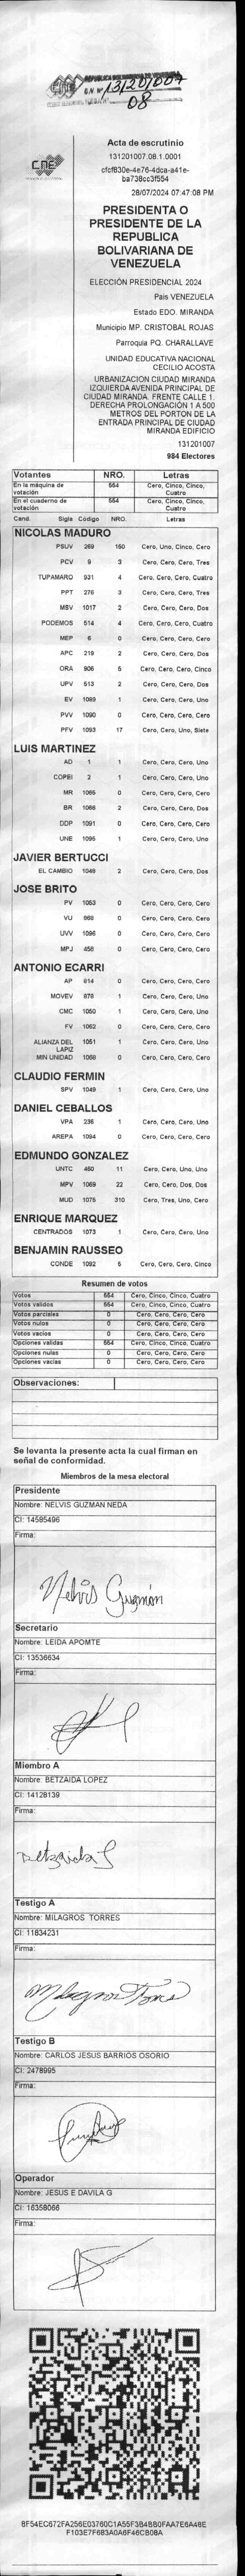 REPUBLICA BOLIVARIANA DE VENEZUELA
C.V. Nº 131201007
08
CNE
Acta de escrutinio
131201007.08.1.0001
cfcf830e-4e76-4dca-a41e-
ba738cc3f554
28/07/2024 07:47:08 PM
PRESIDENTA O
PRESIDENTE DE LA
REPUBLICA
BOLIVARIANA DE
VENEZUELA
ELECCIÓN PRESIDENCIAL 2024
País VENEZUELA
Estado EDO. MIRANDA
Municipio MP. CRISTOBAL ROJAS
Parroquia PQ. CHARALLAVE
UNIDAD EDUCATIVA NACIONAL
CECILIO ACOSTA
URBANIZACION CIUDAD MIRANDA
IZQUIERDA AVENIDA PRINCIPAL DE
CIUDAD MIRANDA. FRENTE CALLE 1.
DERECHA PROLONGACIÓN 1 A 500
METROS DEL PORTON DE LA
ENTRADA PRINCIPAL DE CIUDAD
MIRANDA EDIFICIO
131201007
984 Electores
Votantes NRO. Letras
En la máquina de votación 554 Cero, Cinco, Cinco, Cuatro
En el cuaderno de votación 554 Cero, Cinco, Cinco, Cuatro
Cand. Sigla Código NRO. Letras
NICOLAS MADURO
PSUV 269 150 Cero, Uno, Cinco, Cero
PCV 9 3 Cero, Cero, Cero, Tres
TUPAMARO 931 4 Cero, Cero, Cero, Cuatro
PPT 276 3 Cero, Cero, Cero, Tres
MSV 1017 2 Cero, Cero, Cero, Dos
PODEMOS 514 4 Cero, Cero, Cero, Cuatro
MEP 6 0 Cero, Cero, Cero, Cero
APC 219 2 Cero, Cero, Cero, Dos
ORA 906 5 Cero, Cero, Cero, Cinco
UPV 513 2 Cero, Cero, Cero, Dos
EV 1089 1 Cero, Cero, Cero, Uno
PVV 1090 0 Cero, Cero, Cero, Cero
PFV 1093 17 Cero, Cero, Uno, Siete
LUIS MARTINEZ
AD 1 1 Cero, Cero, Cero, Uno
COPEI 2 1 Cero, Cero, Cero, Uno
MR 1065 0 Cero, Cero, Cero, Cero
BR 1066 2 Cero, Cero, Cero, Dos
DDP 1091 0 Cero, Cero, Cero, Cero
UNE 1095 1 Cero, Cero, Cero, Uno
JAVIER BERTUCCI
EL CAMBIO 1048 2 Cero, Cero, Cero, Dos
JOSE BRITO
PV 1053 0 Cero, Cero, Cero, Cero
VU 868 0 Cero, Cero, Cero, Cero
UVV 1096 0 Cero, Cero, Cero, Cero
MPJ 456 0 Cero, Cero, Cero, Cero
ANTONIO ECARRI
AP 814 0 Cero, Cero, Cero, Cero
MOVEV 878 1 Cero, Cero, Cero, Uno
CMC 1050 1 Cero, Cero, Cero, Uno
FV 1062 0 Cero, Cero, Cero, Cero
ALIANZA DEL LAPIZ 1051 1 Cero, Cero, Cero, Uno
MIN UNIDAD 1068 0 Cero, Cero, Cero, Cero
CLAUDIO FERMIN
SPV 1049 1 Cero, Cero, Cero, Uno
DANIEL CEBALLOS
VPA 236 1 Cero, Cero, Cero, Uno
AREPA 1094 0 Cero, Cero, Cero, Cero
EDMUNDO GONZALEZ
UNTC 460 11 Cero, Cero, Uno, Uno
MPV 1069 22 Cero, Cero, Dos, Dos
MUD 1075 310 Cero, Tres, Uno, Cero
ENRIQUE MARQUEZ
CENTRADOS 1073 1 Cero, Cero, Cero, Uno
BENJAMIN RAUSSEO
CONDE 1092 5 Cero, Cero, Cero, Cinco
Resumen de votos
Votos 554 Cero, Cinco, Cinco, Cuatro
Votos validos 554 Cero, Cinco, Cinco, Cuatro
Votos parciales 0 Cero, Cero, Cero, Cero
Votos nulos 0 Cero, Cero, Cero, Cero
Votos vacios 0 Cero, Cero, Cero, Cero
Opciones validas 554 Cero, Cinco, Cinco, Cuatro
Opciones nulas 0 Cero, Cero, Cero, Cero
Opciones vacias 0 Cero, Cero, Cero, Cero
Observaciones:
Se levanta la presente acta la cual firman en
señal de conformidad.
Miembros de la mesa electoral
Presidente
Nombre: NELVIS GUZMAN NEDA
CI: 14585496
Firma:
Nelvis Guzmán
Secretario
Nombre: LEIDA APOMTE
CI: 13536634
Firma:
Miembro A
Nombre: BETZAIDA LOPEZ
CI: 14128139
Firma:
Betzaida L
Testigo A
Nombre: MILAGROS TORRES
CI: 11834231
Firma:
Milagros Torres
Testigo B
Nombre: CARLOS JESUS BARRIOS OSORIO
CI: 2478995
Firma:
Operador
Nombre: JESUS E DAVILA G
CI: 16358066
Firma:
8F54EC672FA256E03760C1A55F3B4BB0FAA7E6A48E
F103E7F683A0A6F46CB08A